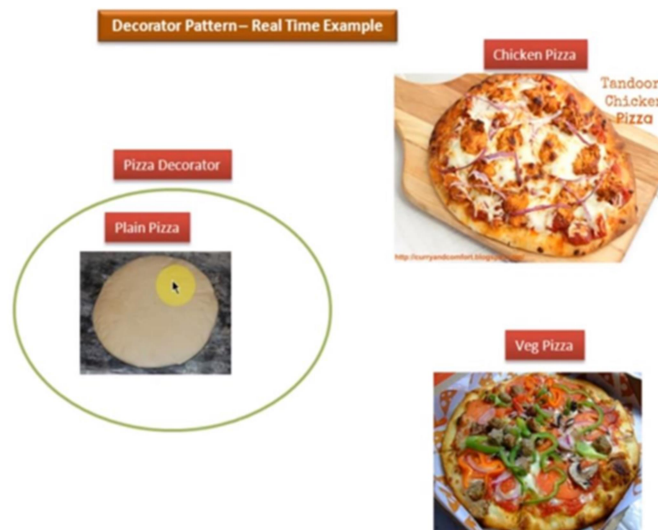 Decorator Pattern – Real Time Example
Chicken Pizza
Tandoori
Chicken
Pizza
Pizza Decorator
Plain Pizza
Veg Pizza